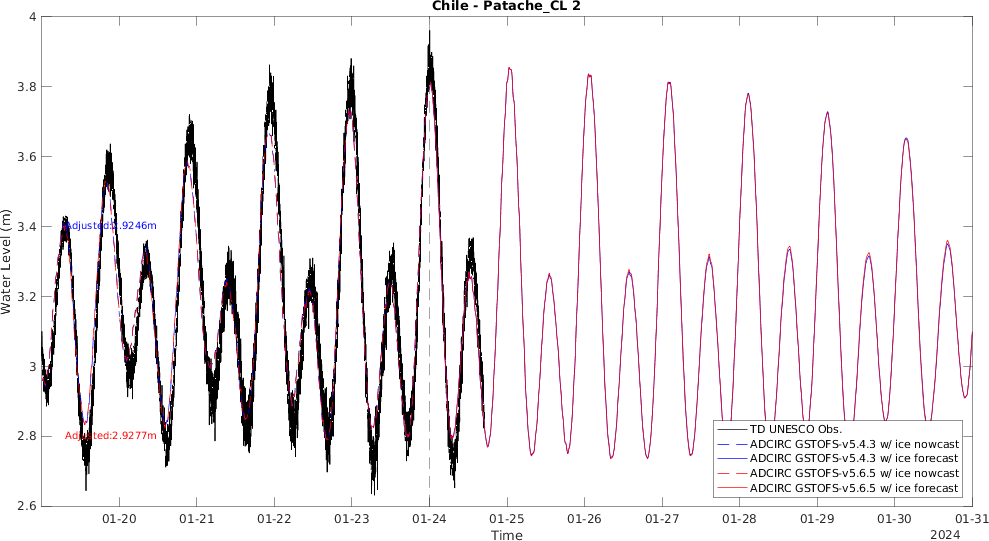 Chile - Patache_CL 2
4
3.8
3.6
3.4
3.2
3
2.8
2.6
Water Level (m)
Adjusted:2.9246m
Adjusted:2.9277m
TD UNESCO Obs.
ADCIRC GSTOFS-v5.4.3 w/ ice nowcast
ADCIRC GSTOFS-v5.4.3 w/ ice forecast
ADCIRC GSTOFS-v5.6.5 w/ ice nowcast
ADCIRC GSTOFS-v5.6.5 w/ ice forecast
01-20 01-21 01-22 01-23 01-24 01-25 01-26 01-27 01-28 01-29 01-30 01-31
Time
2024